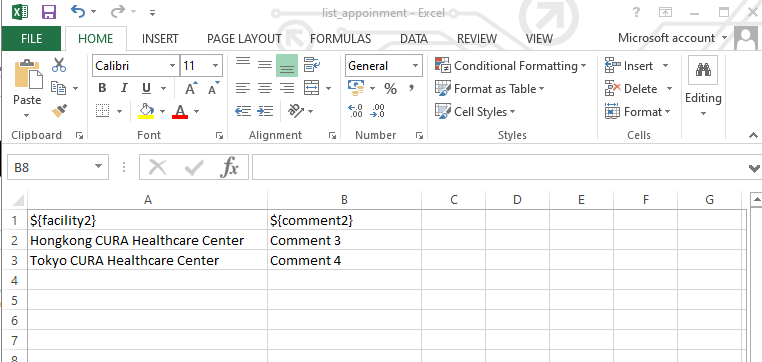 list_appoinment - Excel
FILE HOME INSERT PAGE LAYOUT FORMULAS DATA REVIEW VIEW Microsoft account
Paste
Calibri 11
B I U A
General
% ,
Conditional Formatting
Format as Table
Cell Styles
Insert
Delete
Format
Editing
Clipboard Font Alignment Number Styles Cells
B8 fx
A B C D E F G
1 ${facility2} ${comment2}
2 Hongkong CURA Healthcare Center Comment 3
3 Tokyo CURA Healthcare Center Comment 4
4
5
6
7
8